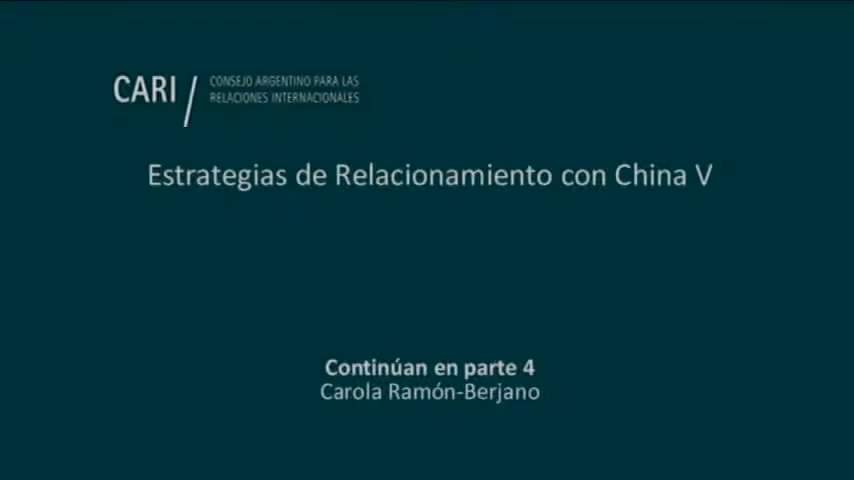 CARI/
CONSEJO ARGENTINO PARA LAS
RELACIONES INTERNACIONALES
Estrategias de Relacionamiento con China V
Continúan en parte 4
Carola Ramón-Berjano